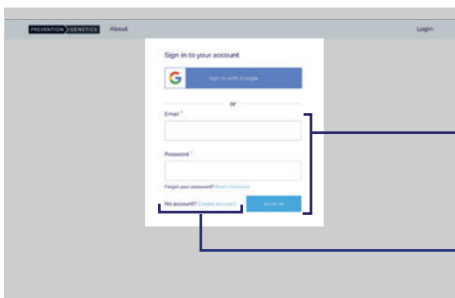 PREVENTION GENETICS About Login
Sign in to your account
Sign in with Google
or
Email *
Password *
Forgot your password? Reset Password
No account? Create account SIGN IN